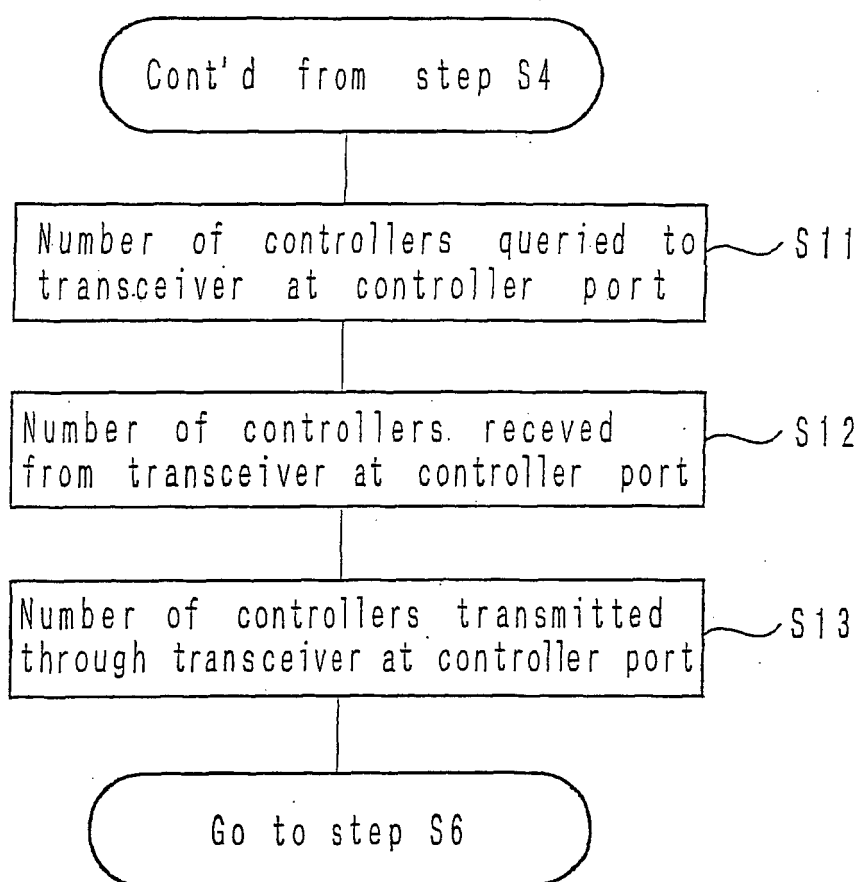 Cont'd from step S4
Number of controllers queried to
transceiver at controller port
S11
Number of controllers receved
from transceiver at controller port
S12
Number of controllers transmitted
through transceiver at controller port
S13
Go to step S6